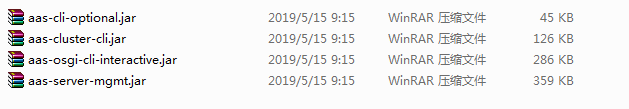 aas-cli-optional.jar 2019/5/15 9:15 WinRAR 压缩文件 45 KB
aas-cluster-cli.jar 2019/5/15 9:15 WinRAR 压缩文件 126 KB
aas-osgi-cli-interactive.jar 2019/5/15 9:15 WinRAR 压缩文件 286 KB
aas-server-mgmt.jar 2019/5/15 9:15 WinRAR 压缩文件 359 KB